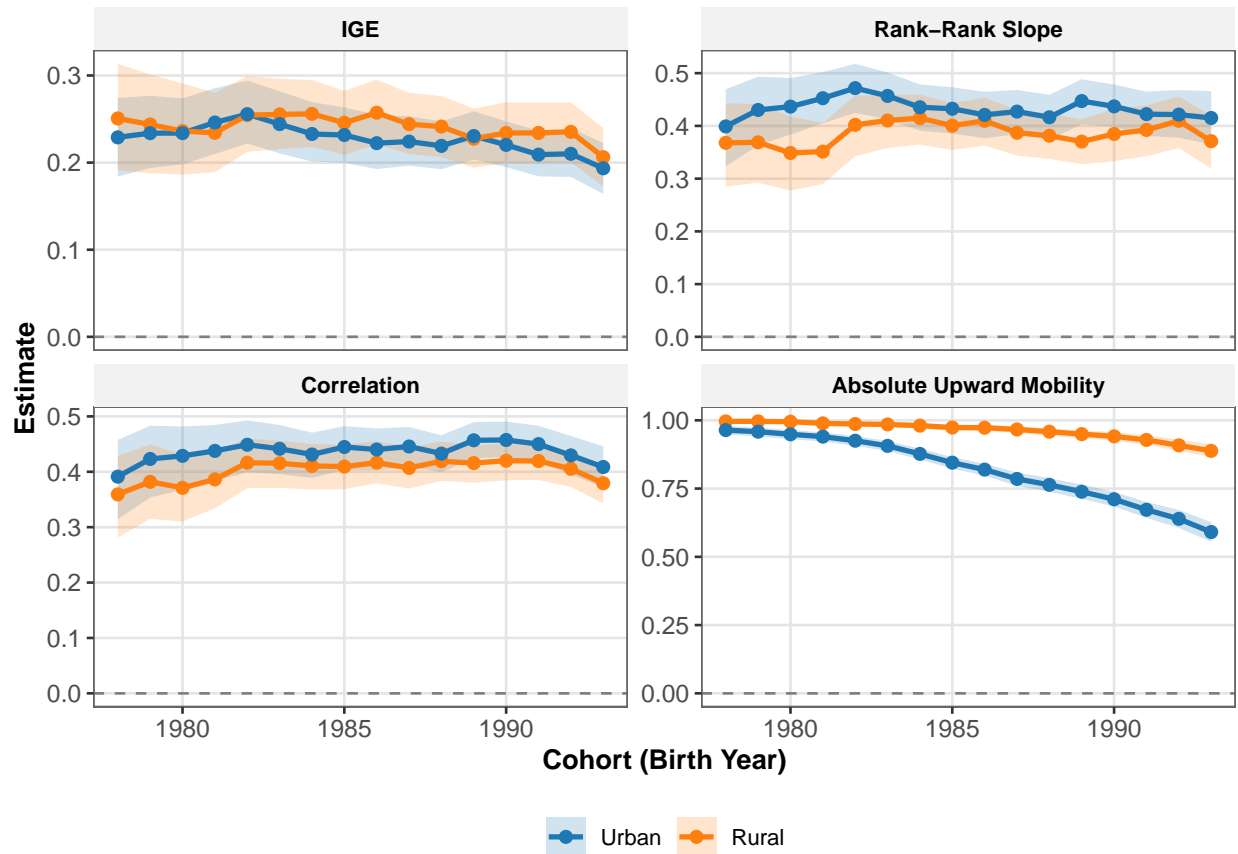 IGE
Rank−Rank Slope
0.3
0.2
0.1
0.0
0.5
0.4
0.3
0.2
0.1
0.0
Estimate
Correlation
Absolute Upward Mobility
0.5
0.4
0.3
0.2
0.1
0.0
1.00
0.75
0.50
0.25
0.00
1980 1985 1990
1980 1985 1990
Cohort (Birth Year)
Urban Rural